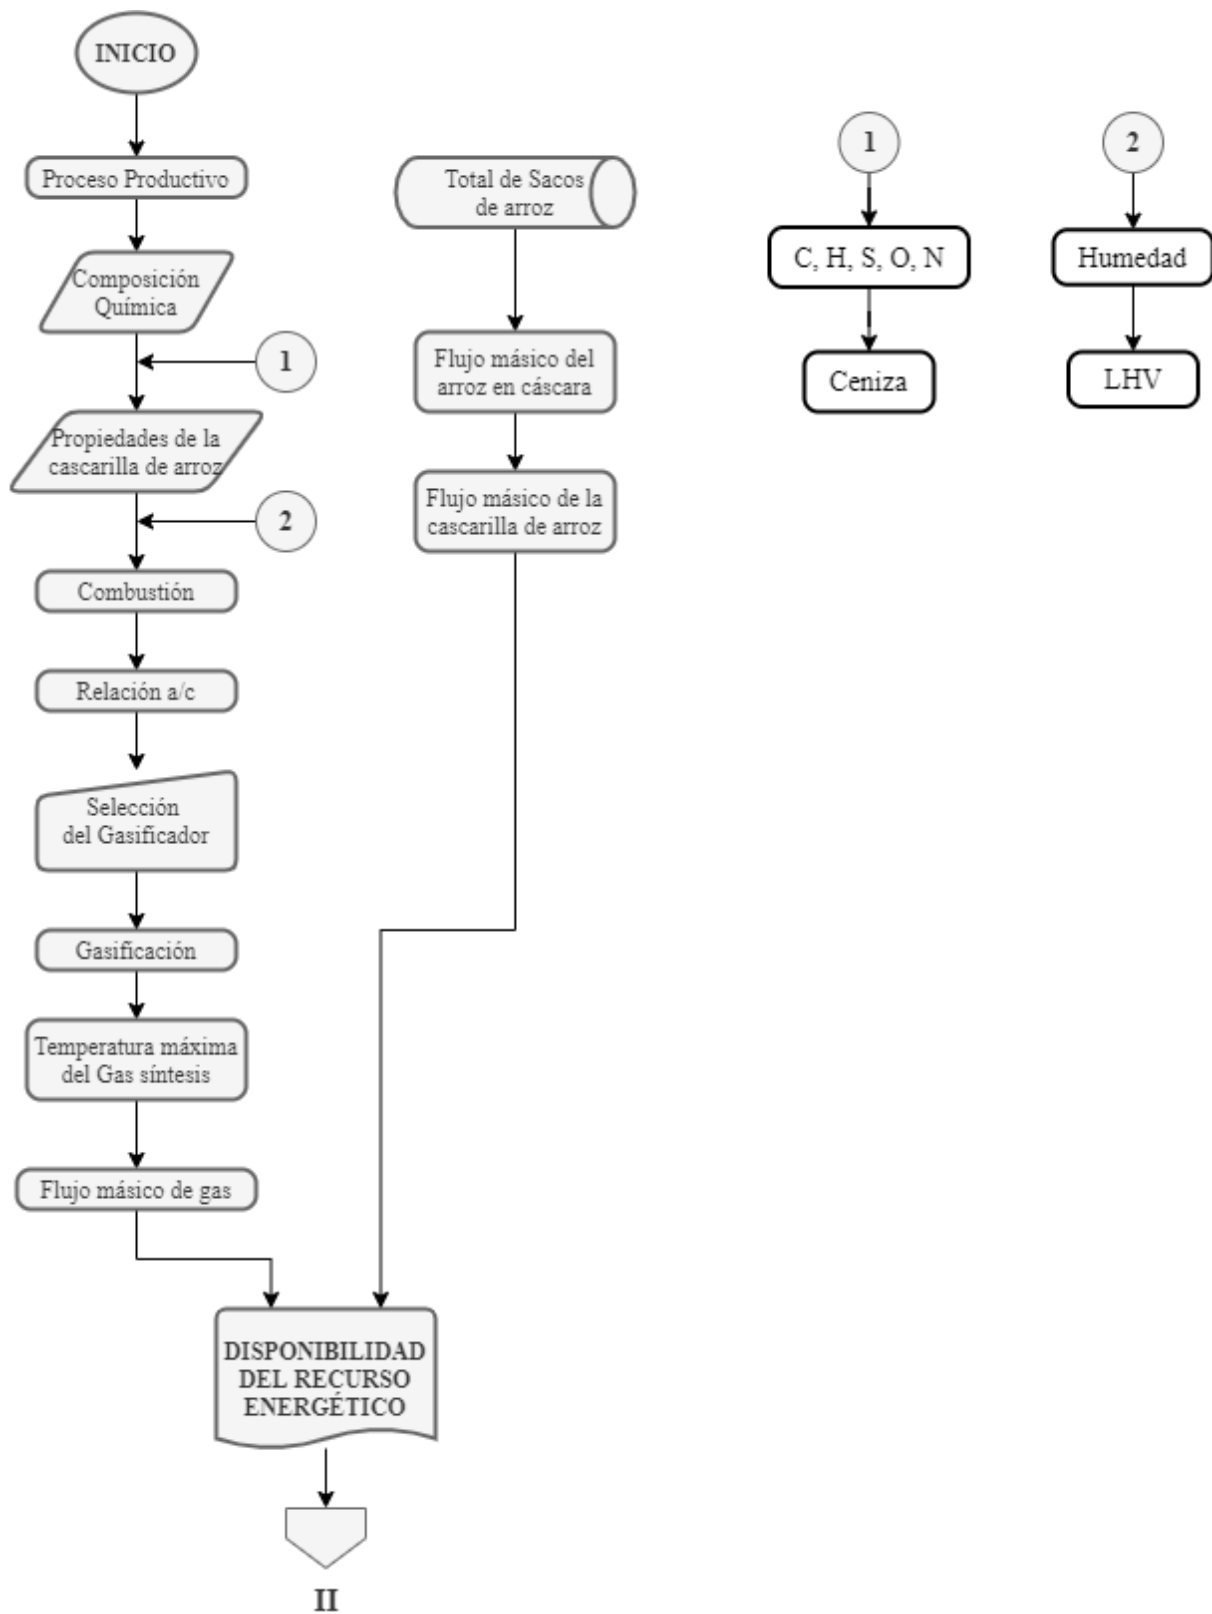 INICIO
Proceso Productivo
Composición
Química
1
Propiedades de la
cascarilla de arroz
2
Combustión
Relación a/c
Selección
del Gasificador
Gasificación
Temperatura máxima
del Gas síntesis
Flujo másico de gas
Total de Sacos
de arroz
Flujo másico del
arroz en cáscara
Flujo másico de la
cascarilla de arroz
DISPONIBILIDAD
DEL RECURSO
ENERGÉTICO
II
1
C, H, S, O, N
Ceniza
2
Humedad
LHV